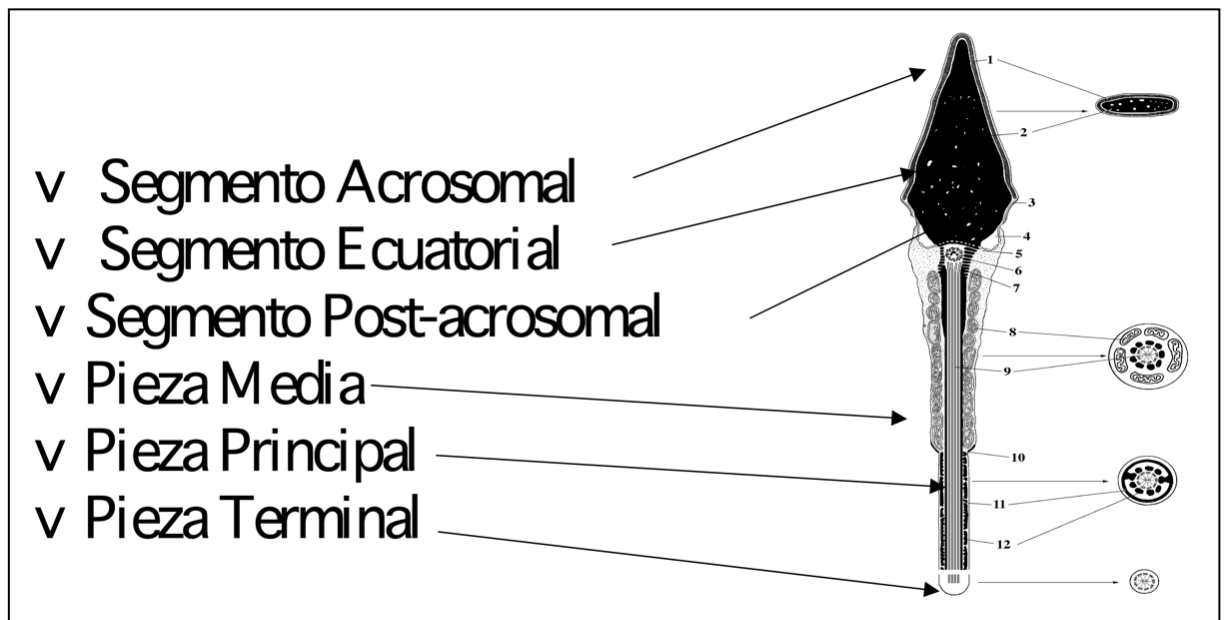 v Segmento Acrosomal
v Segmento Ecuatorial
v Segmento Post-acrosomal
v Pieza Media
v Pieza Principal
v Pieza Terminal
1
2
3
4
5
6
7
8
9
10
11
12